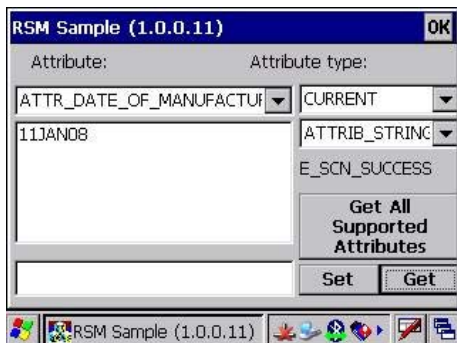 RSM Sample (1.0.0.11) OK
Attribute: Attribute type:
ATTR_DATE_OF_MANUFACTUF CURRENT
11JAN08 ATTRIB_STRING
E_SCN_SUCCESS
Get All
Supported
Attributes
Set Get
RSM Sample (1.0.0.11)